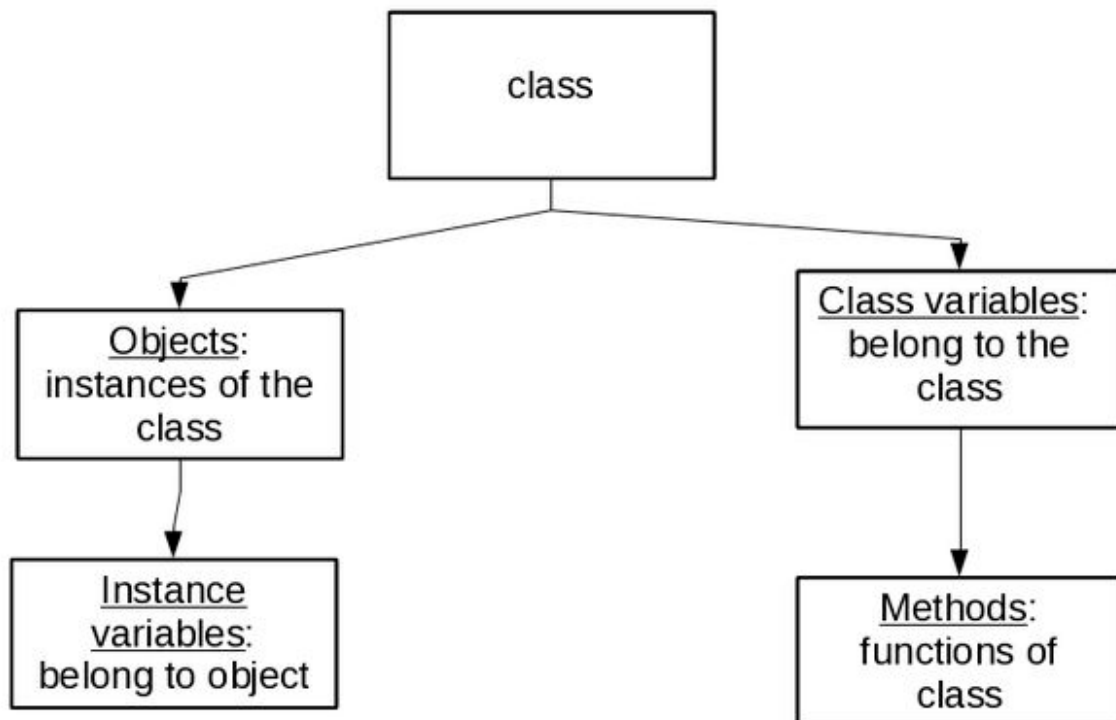 class
Objects:
instances of the
class
Class variables:
belong to the
class
Instance
variables:
belong to object
Methods:
functions of
class